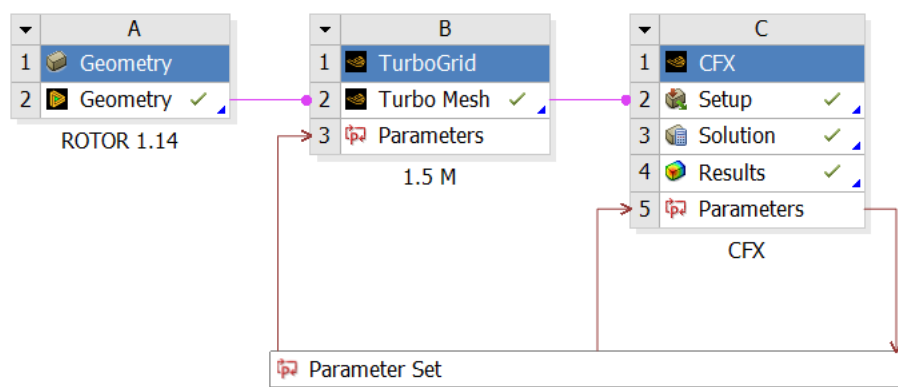 A
1 Geometry
2 Geometry
ROTOR 1.14
B
1 TurboGrid
2 Turbo Mesh
3 Parameters
1.5 M
C
1 CFX
2 Setup
3 Solution
4 Results
5 Parameters
CFX
Parameter Set